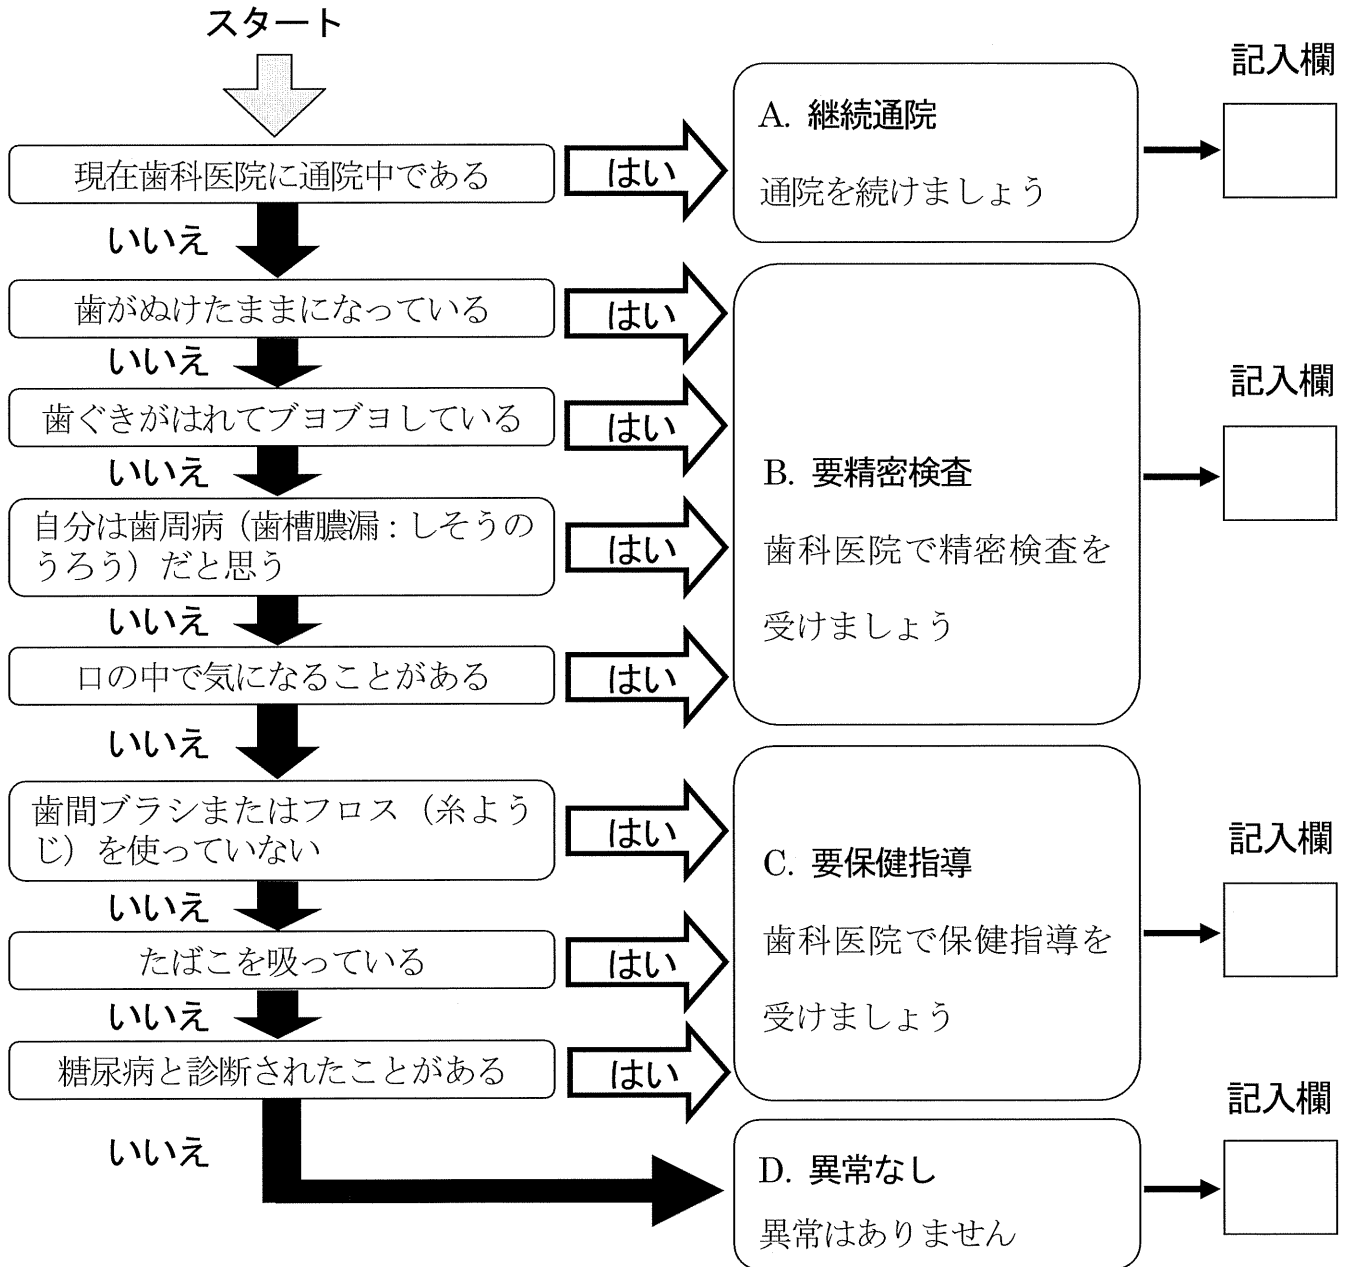 スタート
現在歯科医院に通院中である
はい
A. 継続通院
通院を続けましょう
記入欄
いいえ
歯がぬけたままになっている
はい
いいえ
歯ぐきがはれてブヨブヨしている
はい
いいえ
自分は歯周病（歯槽膿漏：しそうの
うろう）だと思う
はい
いいえ
口の中で気になることがある
はい
B. 要精密検査
歯科医院で精密検査を
受けましょう
記入欄
いいえ
歯間ブラシまたはフロス（糸よう
じ）を使っていない
はい
いいえ
たばこを吸っている
はい
いいえ
糖尿病と診断されたことがある
はい
C. 要保健指導
歯科医院で保健指導を
受けましょう
記入欄
いいえ
D. 異常なし
異常はありません
記入欄